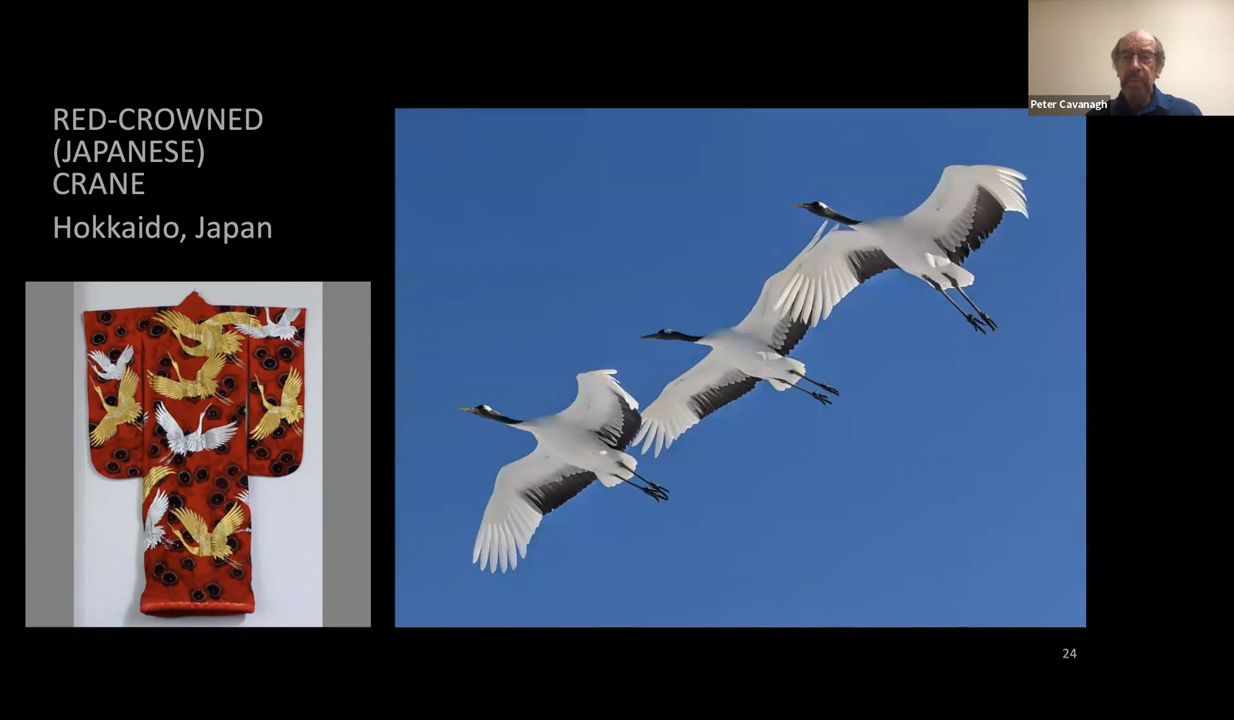 RED-CROWNED
(JAPANESE)
CRANE
Hokkaido, Japan
Peter Cavanagh
24